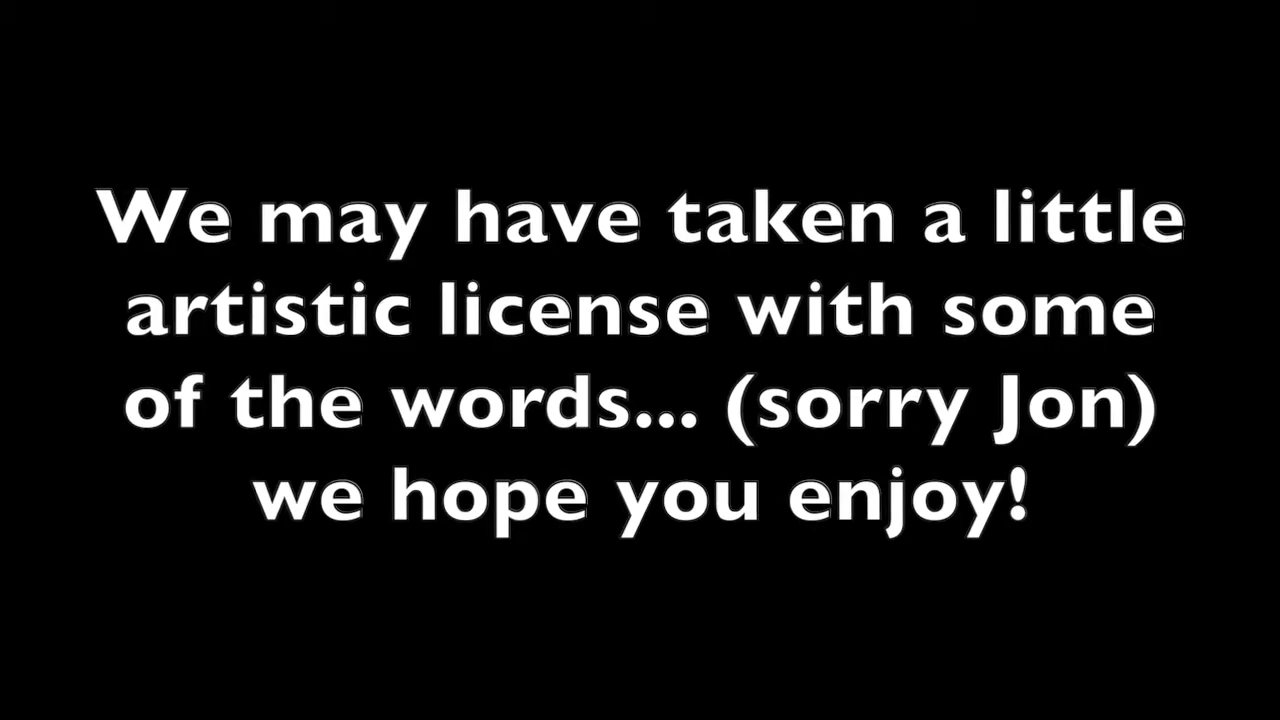 We may have taken a little
artistic license with some
of the words... (sorry Jon)
we hope you enjoy!